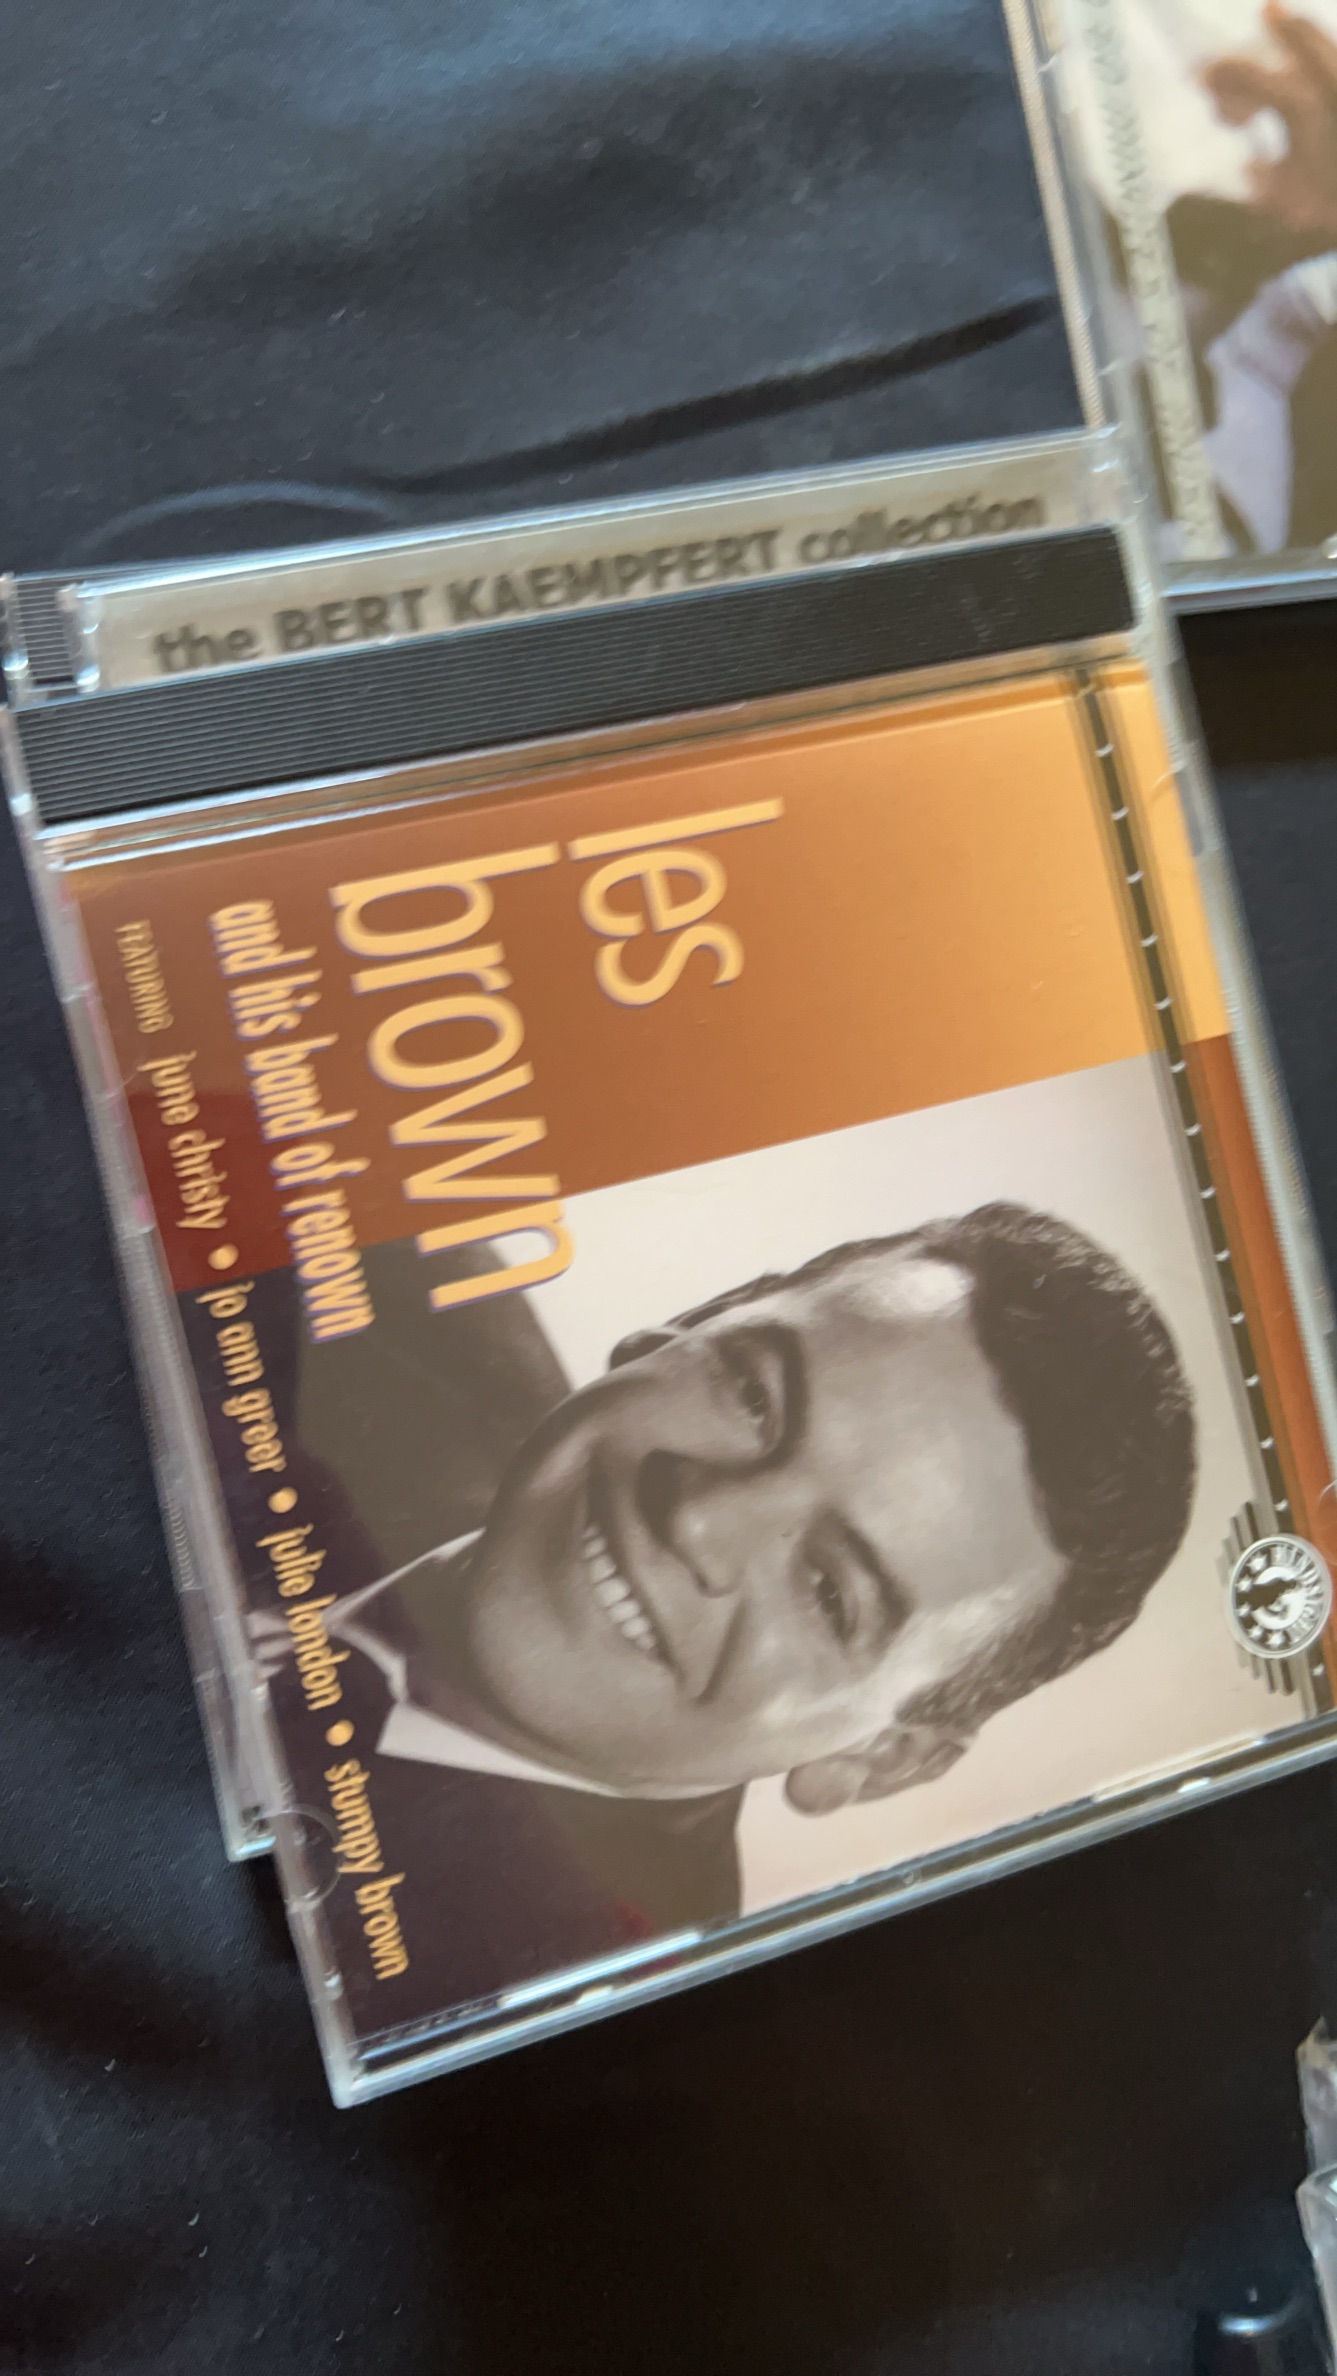 les
brown
and his band of renown
FEATURING june christy • jo ann greer • julie london • stumpy brown
HINDSIGHT
the BERT KAEMPFERT collection